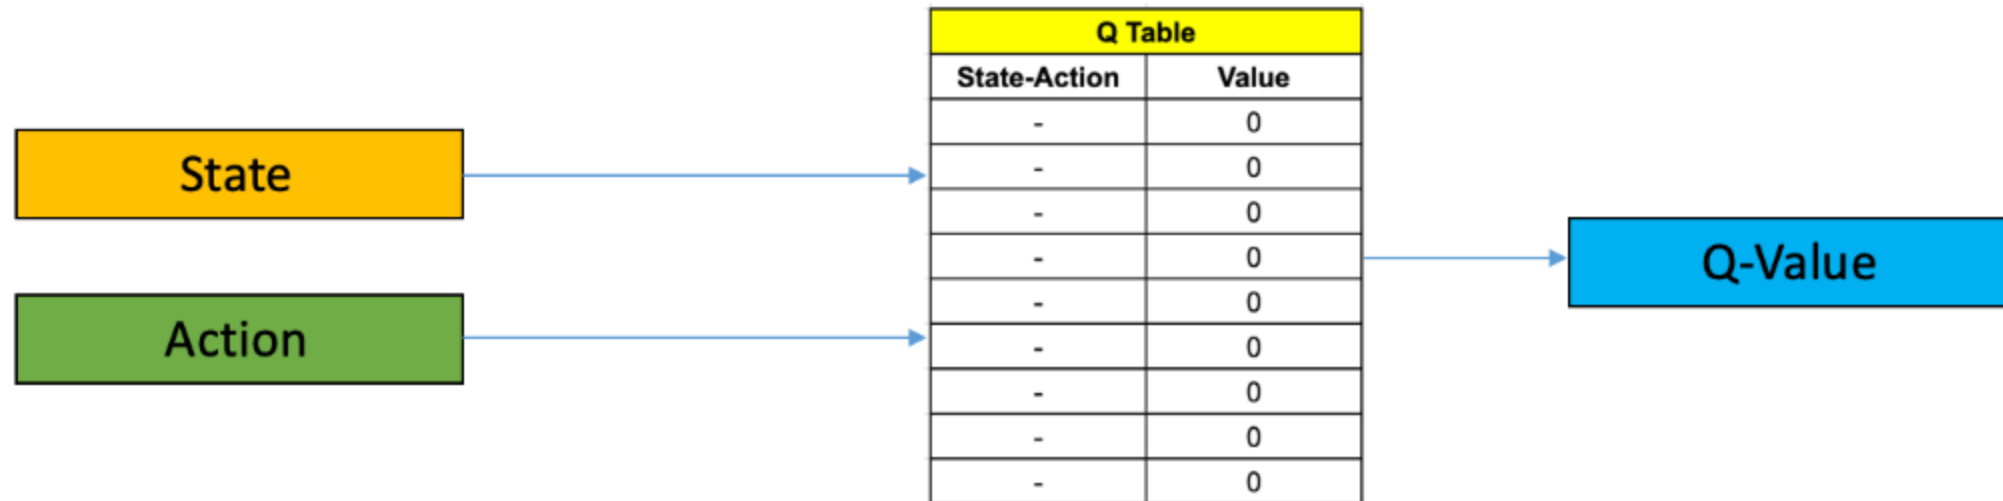 State
Action
Q Table
State-Action Value
- 0
- 0
- 0
- 0
- 0
- 0
- 0
- 0
- 0
Q-Value